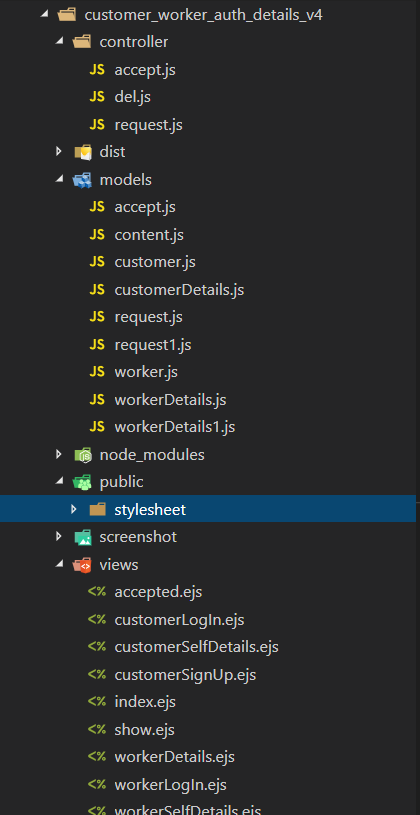 customer_worker_auth_details_v4
controller
JS accept.js
JS del.js
JS request.js
dist
models
JS accept.js
JS content.js
JS customer.js
JS customerDetails.js
JS request.js
JS request1.js
JS worker.js
JS workerDetails.js
JS workerDetails1.js
node_modules
public
stylesheet
screenshot
views
<%> accepted.ejs
<%> customerLogIn.ejs
<%> customerSelfDetails.ejs
<%> customerSignUp.ejs
<%> index.ejs
<%> show.ejs
<%> workerDetails.ejs
<%> workerLogIn.ejs
<%> workerSelfDetails.ejs